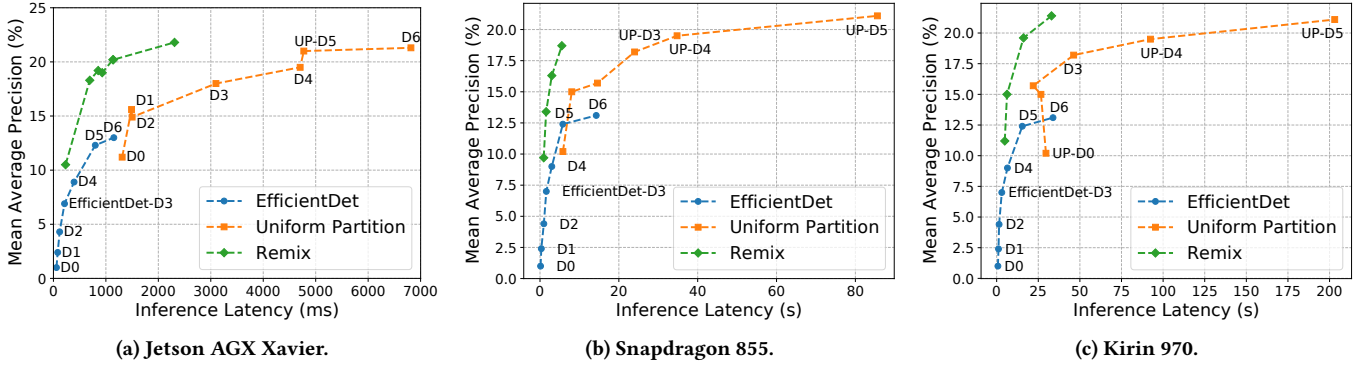 25
20
15
10
5
0
Mean Average Precision (%)
0 1000 2000 3000 4000 5000 6000 7000
Inference Latency (ms)
D0
D1
D2
EfficientDet-D3
D4
D5
D6
D0
D1
D2
D3
D4
UP-D5
D6
EfficientDet
Uniform Partition
Remix
(a) Jetson AGX Xavier.
20.0
17.5
15.0
12.5
10.0
7.5
5.0
2.5
0.0
Mean Average Precision (%)
0 20 40 60 80
Inference Latency (s)
D0
D1
D2
EfficientDet-D3
D4
D5
D6
UP-D3
UP-D4
UP-D5
EfficientDet
Uniform Partition
Remix
(b) Snapdragon 855.
20.0
17.5
15.0
12.5
10.0
7.5
5.0
2.5
0.0
Mean Average Precision (%)
0 25 50 75 100 125 150 175 200
Inference Latency (s)
D0
D1
D2
EfficientDet-D3
D4
D5
D6
UP-D0
D3
UP-D4
UP-D5
EfficientDet
Uniform Partition
Remix
(c) Kirin 970.